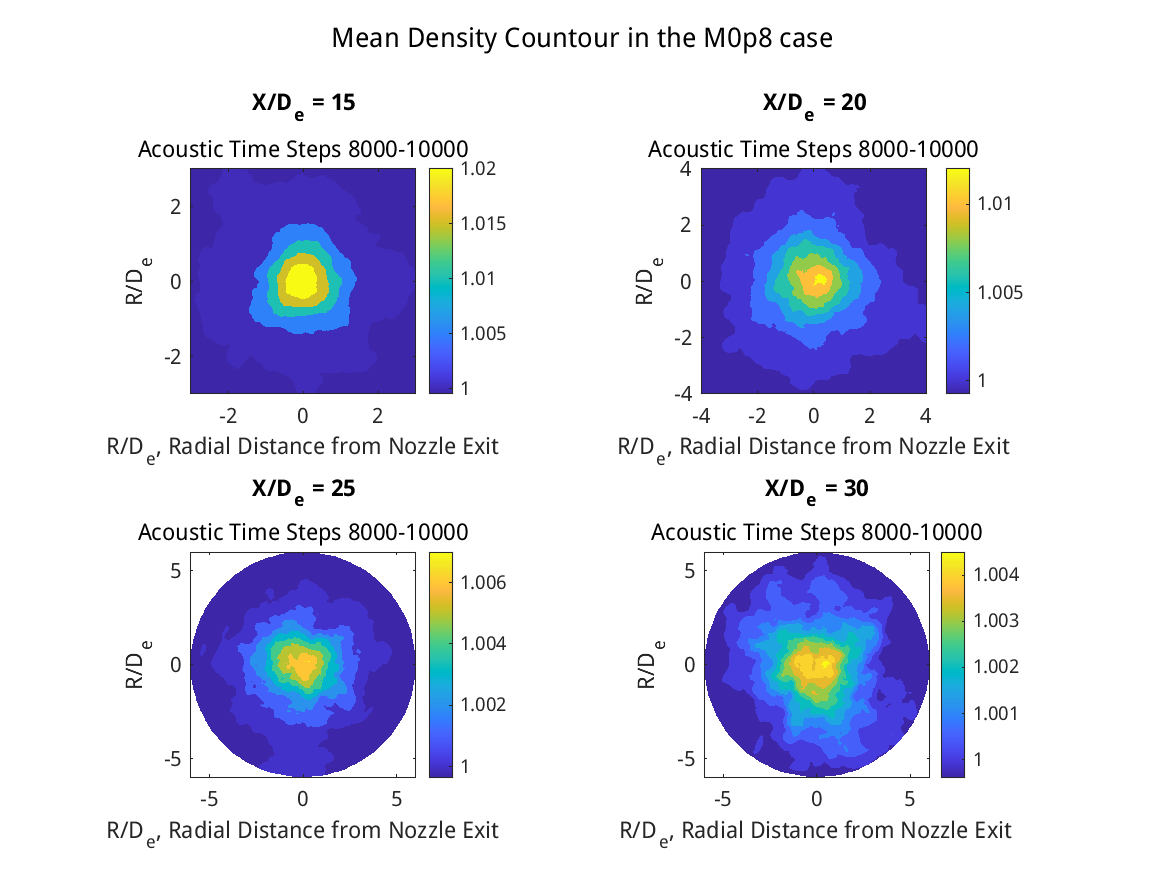 Mean Density Countour in the M0p8 case
X/De = 15
Acoustic Time Steps 8000-10000
R/De
2
0
-2
-2
0
2
R/De, Radial Distance from Nozzle Exit
1.02
1.015
1.01
1.005
1
X/De = 20
Acoustic Time Steps 8000-10000
R/De
4
2
0
-2
-4
-4
-2
0
2
4
R/De, Radial Distance from Nozzle Exit
1.01
1.005
1
X/De = 25
Acoustic Time Steps 8000-10000
R/De
5
0
-5
-5
0
5
R/De, Radial Distance from Nozzle Exit
1.006
1.004
1.002
1
X/De = 30
Acoustic Time Steps 8000-10000
R/De
5
0
-5
-5
0
5
R/De, Radial Distance from Nozzle Exit
1.004
1.003
1.002
1.001
1